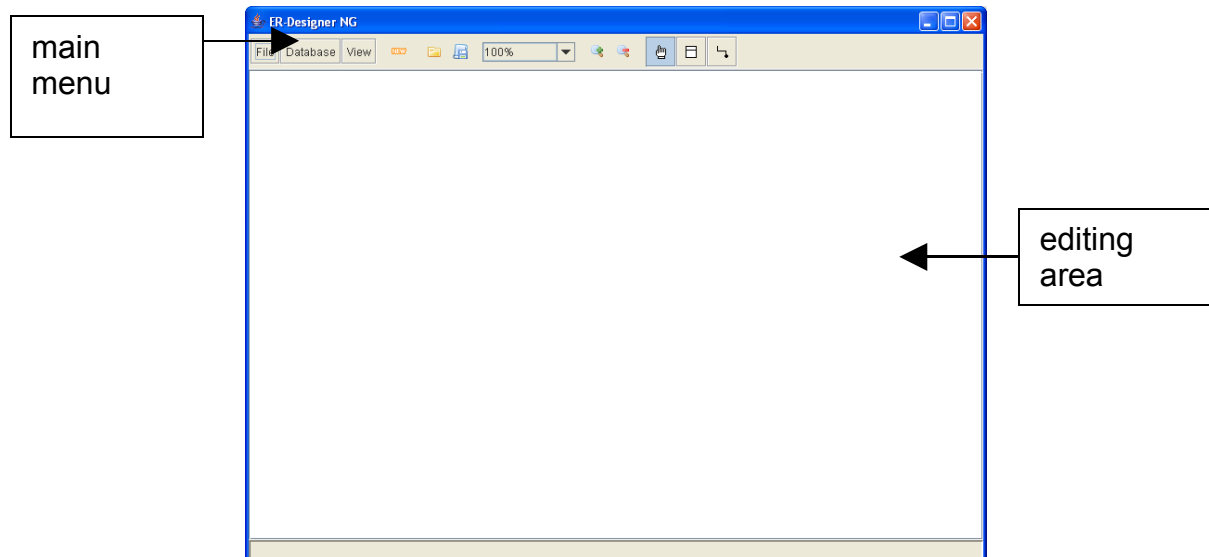 ER-Designer NG
main
menu
File Database View 100%
editing
area